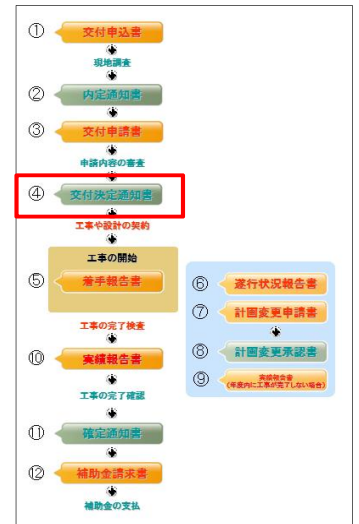 ① 交付申込書
現地調査
② 内定通知書
③ 交付申請書
申請内容の審査
④ 交付決定通知書
工事や設計の契約
工事の開始
⑤ 着手報告書
⑥ 遂行状況報告書
⑦ 計画変更申請書
⑧ 計画変更承認書
⑨ 実績報告書
(年度内に工事が完了しない場合)
工事の完了検査
⑩ 実績報告書
工事の完了確認
⑪ 確定通知書
⑫ 補助金請求書
補助金の支払